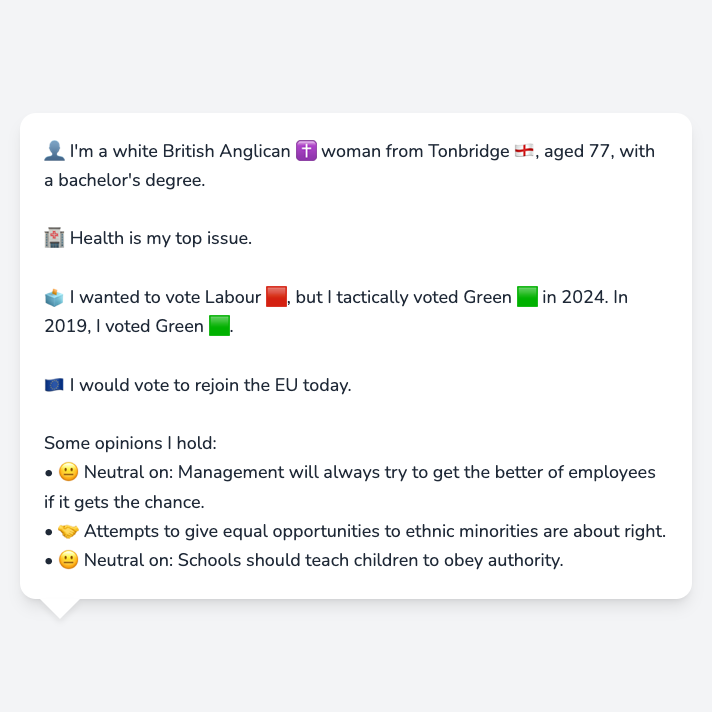 👤 I'm a white British Anglican ✝️ woman from Tonbridge 🏴󠁧󠁢󠁥󠁮󠁧󠁿, aged 77, with
a bachelor's degree.
🏥 Health is my top issue.
🗳️ I wanted to vote Labour 🟥, but I tactically voted Green 🟩 in 2024. In
2019, I voted Green 🟩.
🇪🇺 I would vote to rejoin the EU today.
Some opinions I hold:
• 😐 Neutral on: Management will always try to get the better of employees
if it gets the chance.
• 🤝 Attempts to give equal opportunities to ethnic minorities are about right.
• 😐 Neutral on: Schools should teach children to obey authority.